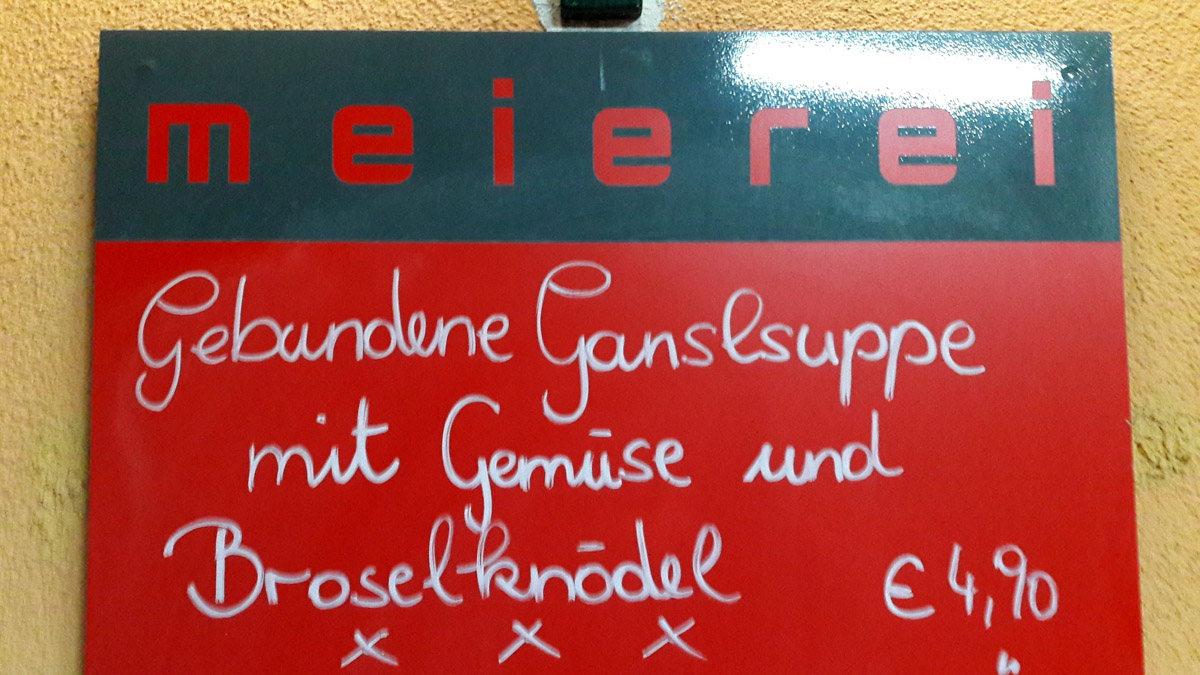 meierei
Gebundene Ganslsuppe
mit Gemüse und
Broselknödel € 4,90
x x x